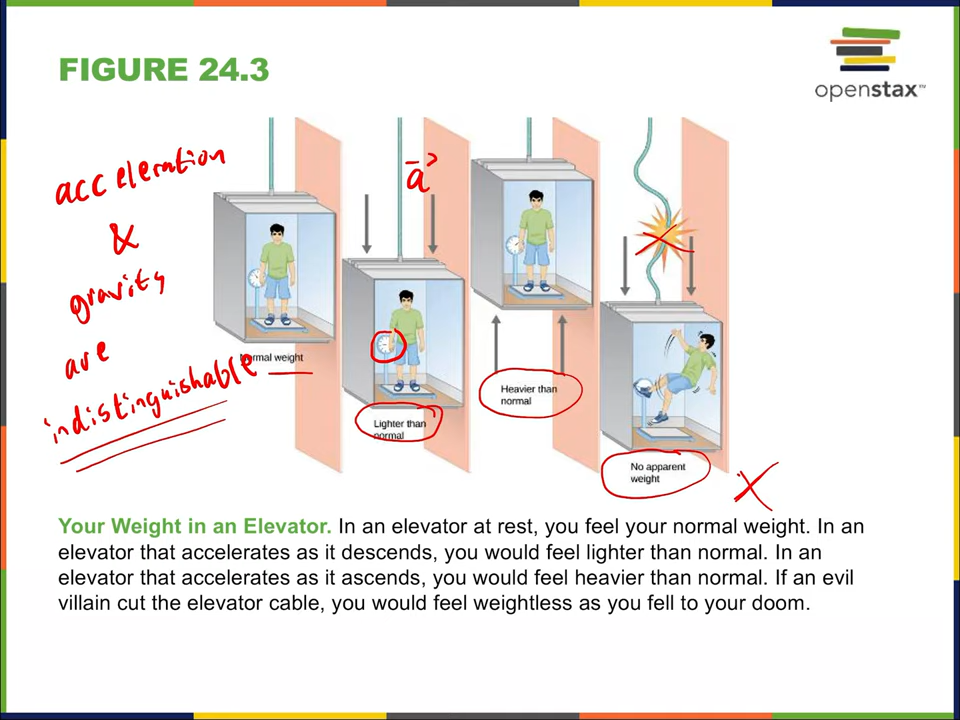 FIGURE 24.3
openstax™
acceleration
&
gravity
are
indistinguishable
a
Normal weight
Lighter than
normal
Heavier than
normal
No apparent
weight
X
Your Weight in an Elevator. In an elevator at rest, you feel your normal weight. In an
elevator that accelerates as it descends, you would feel lighter than normal. In an
elevator that accelerates as it ascends, you would feel heavier than normal. If an evil
villain cut the elevator cable, you would feel weightless as you fell to your doom.